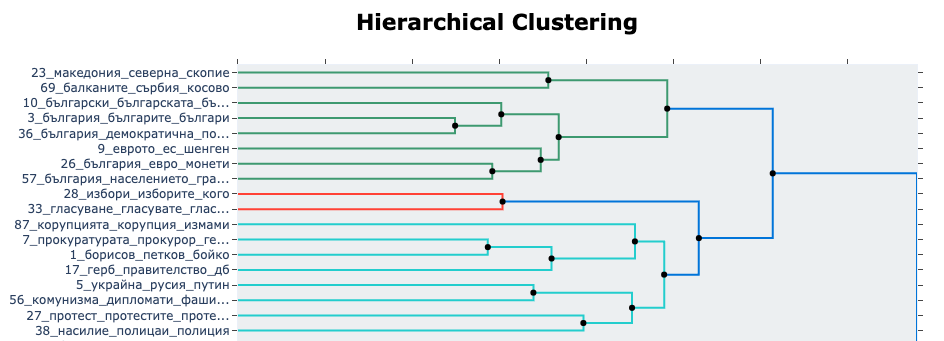 Hierarchical Clustering
23_македония_северна_скопие
69_балканите_сърбия_косово
10_български_българската_бъ...
3_българия_българите_българи
36_българия_демократична_по...
9_еврото_ес_шенген
26_българия_евро_монети
57_българия_населението_гра...
28_избори_изборите_кого
33_гласуване_гласувате_глас...
87_корупцията_корупция_измами
7_прокуратурата_прокурор_ге...
1_борисов_петков_бойко
17_герб_правителство_дб
5_украйна_русия_путин
56_комунизма_дипломати_фаши...
27_протест_протестите_проте...
38_насилие_полицаи_полиция